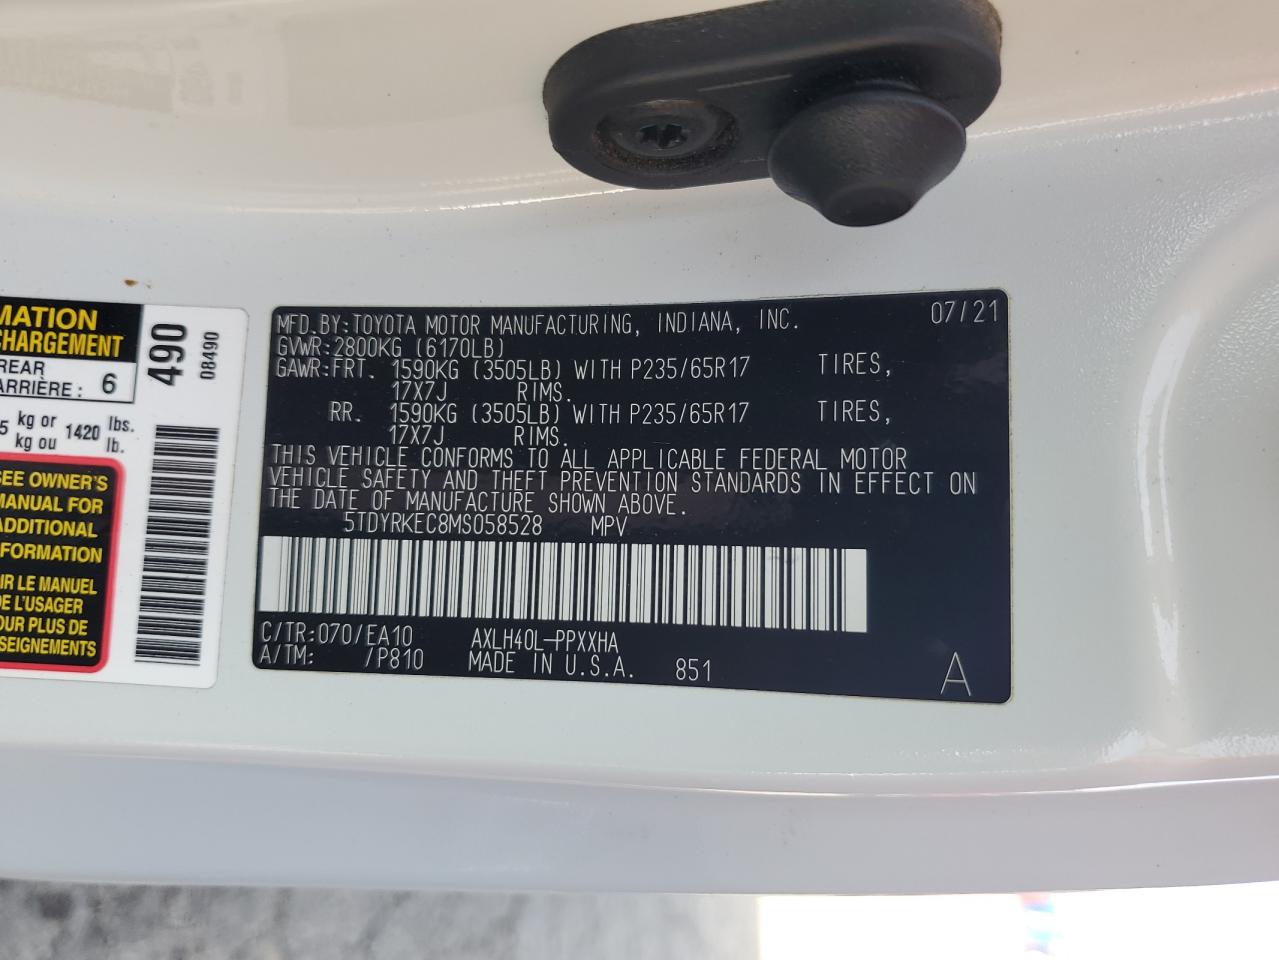 MATION
CHARGEMENT
REAR
ARRIÈRE : 6
5 kg or 1420 lbs.
kg ou lb.
SEE OWNER'S
MANUAL FOR
ADDITIONAL
FORMATION
IR LE MANUEL
DE L'USAGER
OUR PLUS DE
SEIGNEMENTS
490
08490
MFD.BY:TOYOTA MOTOR MANUFACTURING, INDIANA, INC. 07/21
GVWR:2800KG (6170LB)
GAWR:FRT. 1590KG (3505LB) WITH P235/65R17 TIRES,
17X7J RIMS.
RR. 1590KG (3505LB) WITH P235/65R17 TIRES,
17X7J RIMS.
THIS VEHICLE CONFORMS TO ALL APPLICABLE FEDERAL MOTOR
VEHICLE SAFETY AND THEFT PREVENTION STANDARDS IN EFFECT ON
THE DATE OF MANUFACTURE SHOWN ABOVE.
5TDYRKEC8MS058528 MPV
C/TR:070/EA10 AXLH40L-PPXXHA
A/TM: /P810 MADE IN U.S.A. 851 A